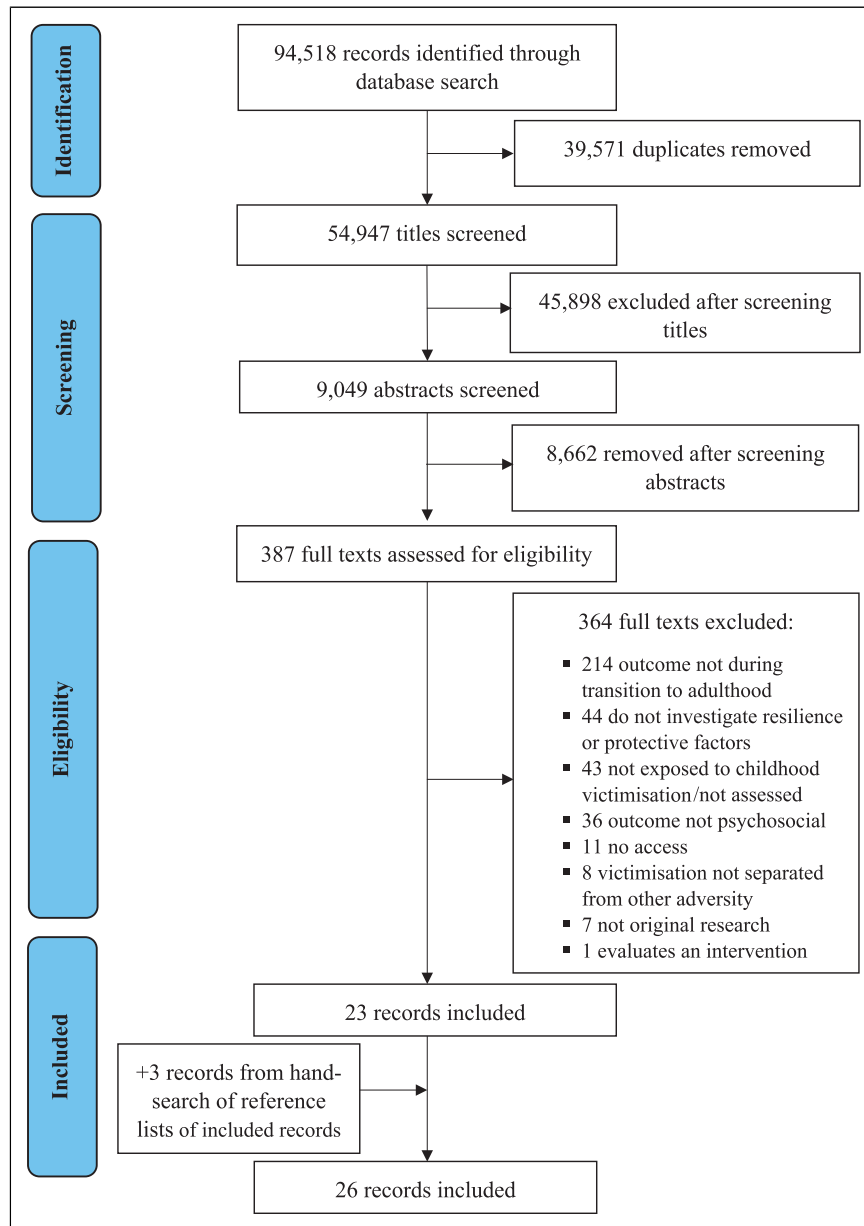 Identification
94,518 records identified through
database search
39,571 duplicates removed
Screening
54,947 titles screened
45,898 excluded after screening
titles
9,049 abstracts screened
8,662 removed after screening
abstracts
Eligibility
387 full texts assessed for eligibility
364 full texts excluded:
▪ 214 outcome not during
transition to adulthood
▪ 44 do not investigate resilience
or protective factors
▪ 43 not exposed to childhood
victimisation/not assessed
▪ 36 outcome not psychosocial
▪ 11 no access
▪ 8 victimisation not separated
from other adversity
▪ 7 not original research
▪ 1 evaluates an intervention
Included
23 records included
+3 records from hand-
search of reference
lists of included records
26 records included